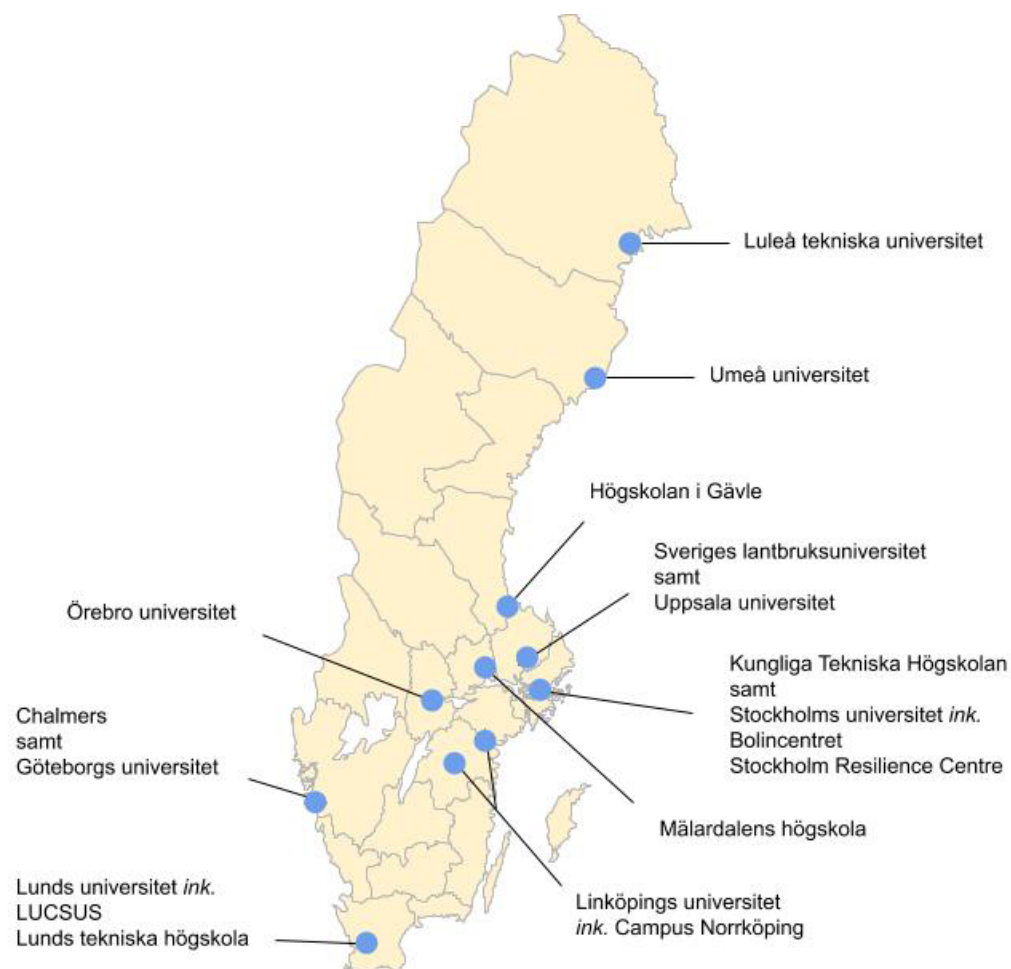 Luleå tekniska universitet
Umeå universitet
Högskolan i Gävle
Sveriges lantbruksuniversitet
samt
Uppsala universitet
Örebro universitet
Kungliga Tekniska Högskolan
samt
Stockholms universitet ink.
Bolincentret
Stockholm Resilience Centre
Chalmers
samt
Göteborgs universitet
Mälardalens högskola
Lunds universitet ink.
LUCSUS
Lunds tekniska högskola
Linköpings universitet
ink. Campus Norrköping